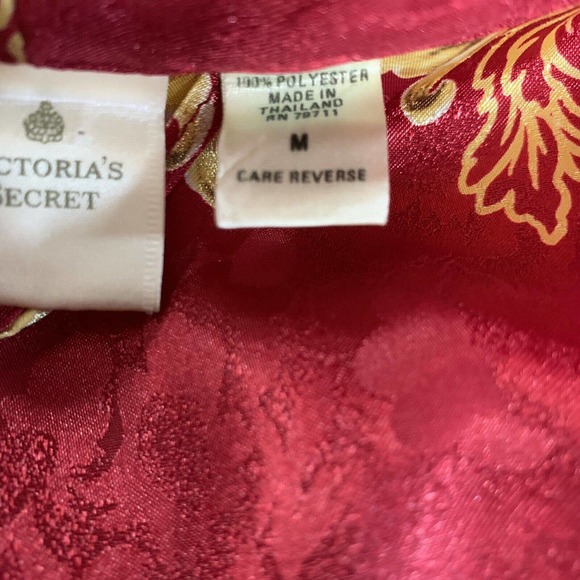 CTORIA'S
SECRET
100% POLYESTER
MADE IN
THAILAND
RN 79711
M
CARE REVERSE